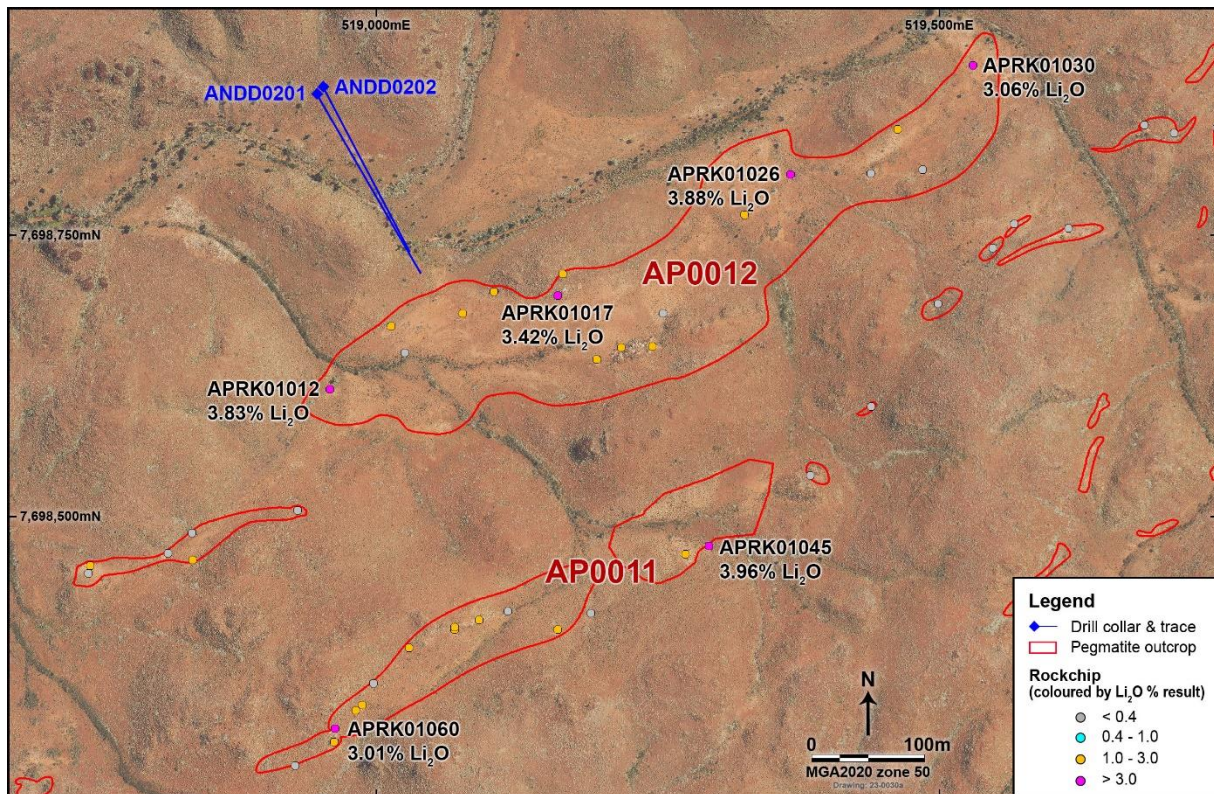 519,000mE
519,500mE
ANDD0201
ANDD0202
APRK01030
3.06% Li₂O
APRK01026
3.88% Li₂O
7,698,750mN
AP0012
APRK01017
3.42% Li₂O
APRK01012
3.83% Li₂O
7,698,500mN
APRK01045
3.96% Li₂O
AP0011
APRK01060
3.01% Li₂O
N
0 100m
MGA2020 zone 50
Drawing: 23-0030a
Legend
Drill collar & trace
Pegmatite outcrop
Rockchip
(coloured by Li₂O % result)
< 0.4
0.4 - 1.0
1.0 - 3.0
> 3.0